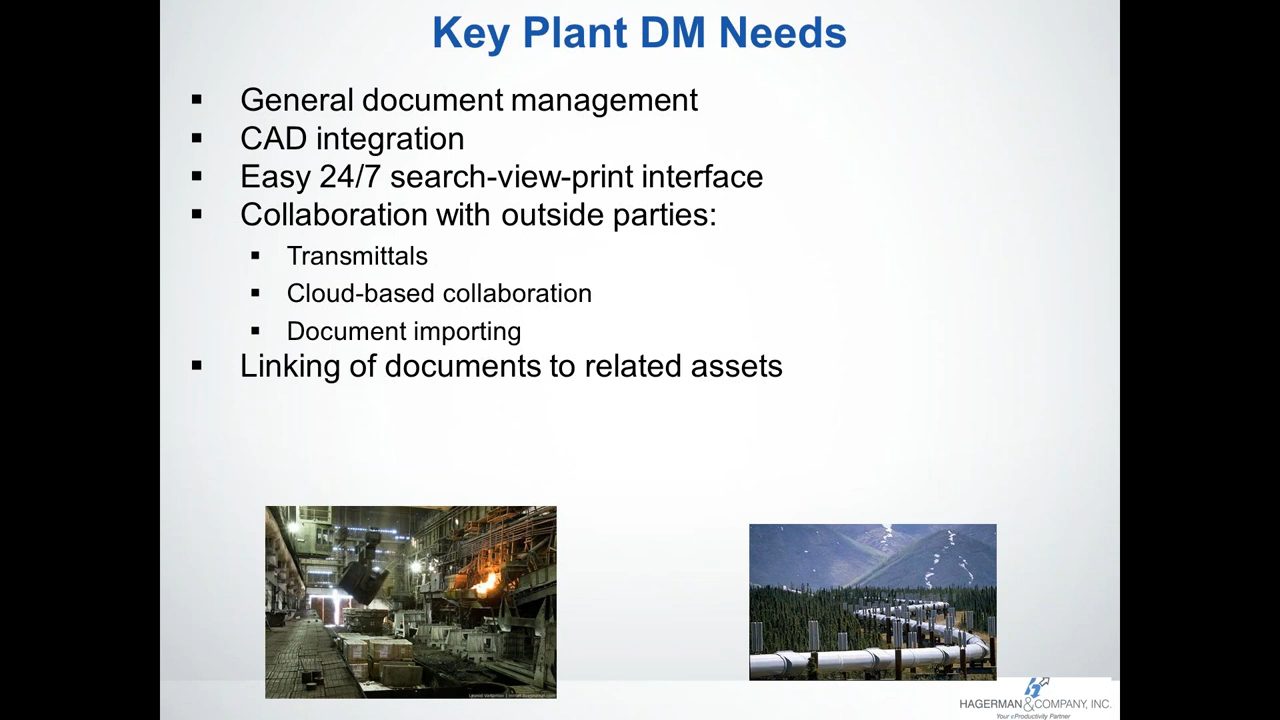 Key Plant DM Needs
▪ General document management
▪ CAD integration
▪ Easy 24/7 search-view-print interface
▪ Collaboration with outside parties:
▪ Transmittals
▪ Cloud-based collaboration
▪ Document importing
▪ Linking of documents to related assets
HAGERMAN & COMPANY, INC.
Your eProductivity Partner